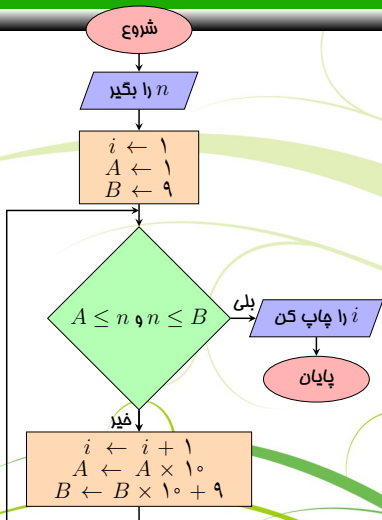 شروع
n را بگیر
i ← ۱
A ← ۱
B ← ۹
A ≤ n و n ≤ B
بلی
i را چاپ کن
پایان
خیر
i ← i + ۱
A ← A × ۱۰
B ← B × ۱۰ + ۹